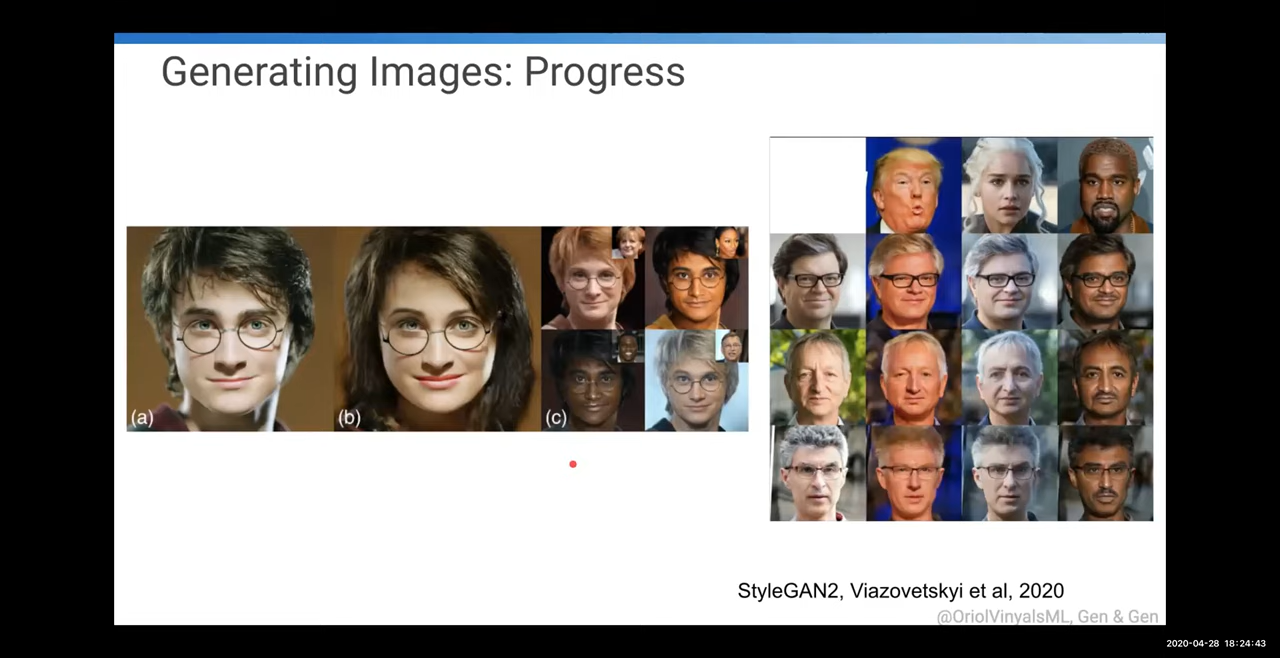 Generating Images: Progress
(a)
(b)
(c)
StyleGAN2, Viazovetskyi et al, 2020
@OriolVinyalsML, Gen & Gen
2020-04-28 18:24:43